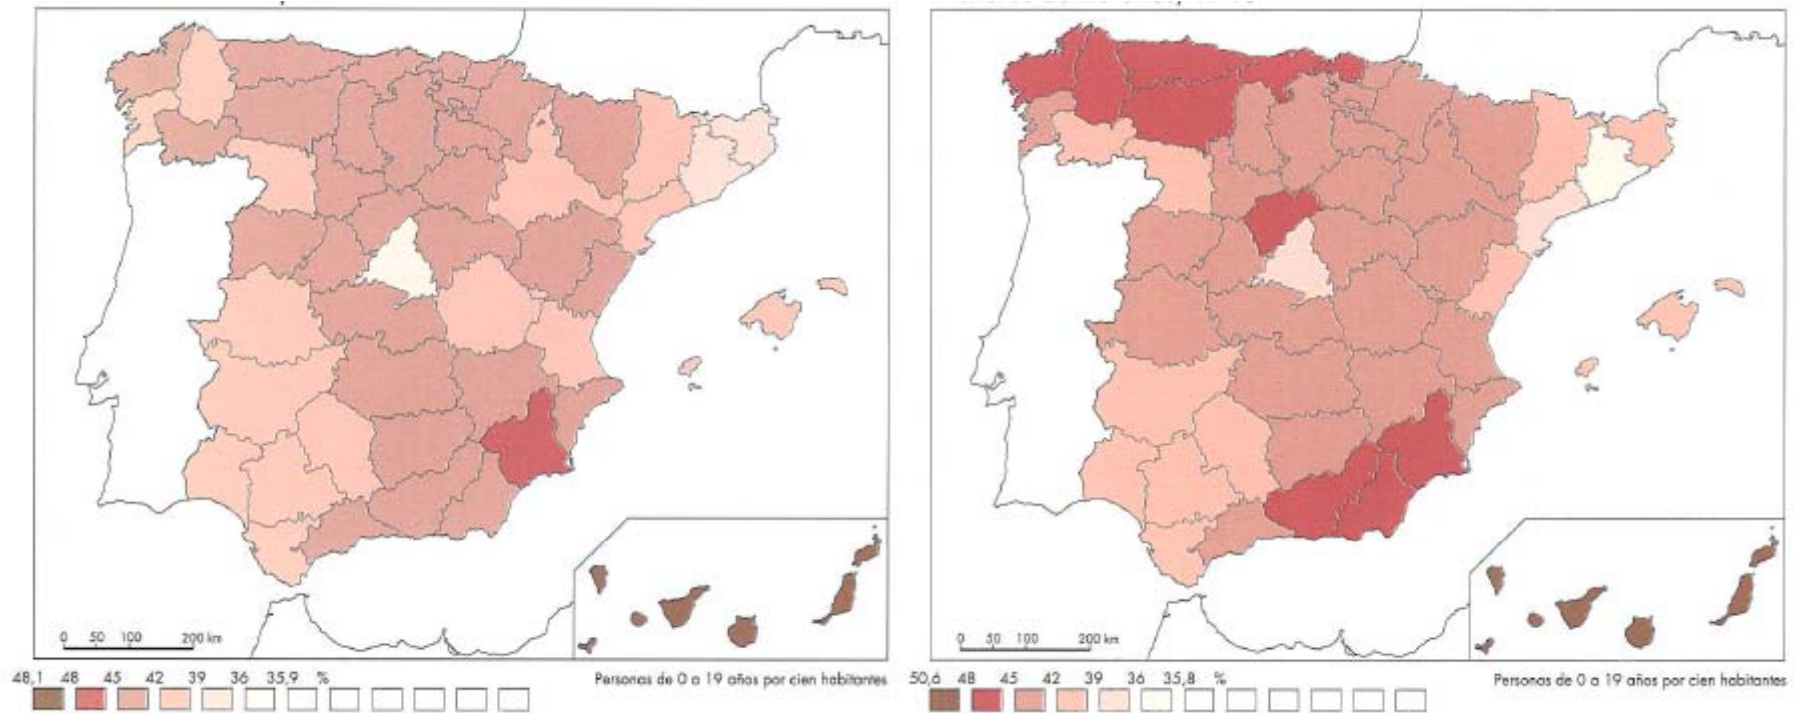 0 50 100 200 km
48,1 48 45 42 39 36 35,9 %
Personas de 0 a 19 años por cien habitantes
0 50 100 200 km
50,6 48 45 42 39 36 35,8 %
Personas de 0 a 19 años por cien habitantes